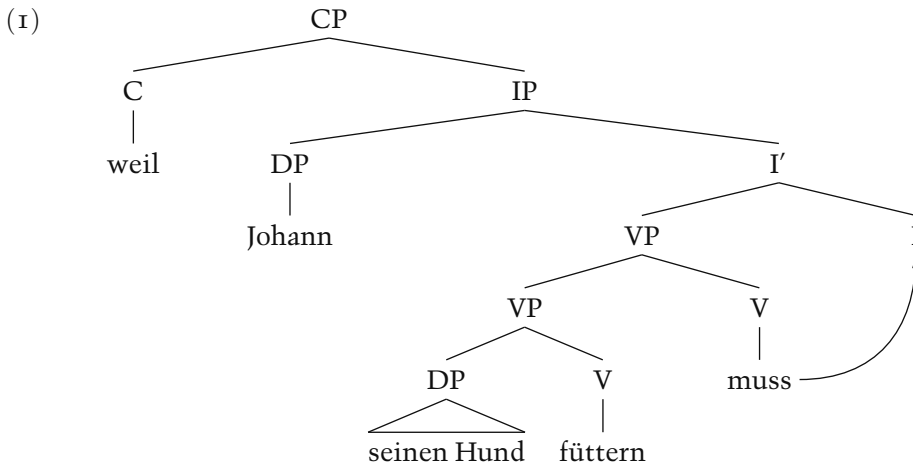 (1) CP
C IP
weil DP I′
Johann VP
VP V
DP V muss
seinen Hund füttern